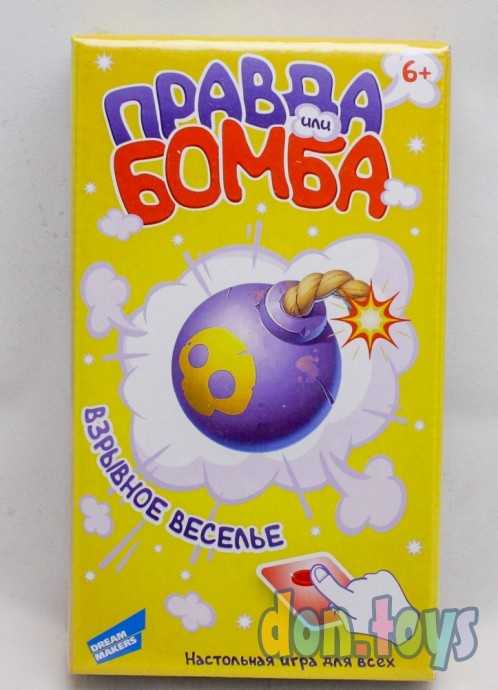 6+
ПРАВДА
или
БОМБА
ВЗРЫВНОЕ ВЕСЕЛЬЕ
DREAM
MAKERS
don.toys
Настольная игра для всех